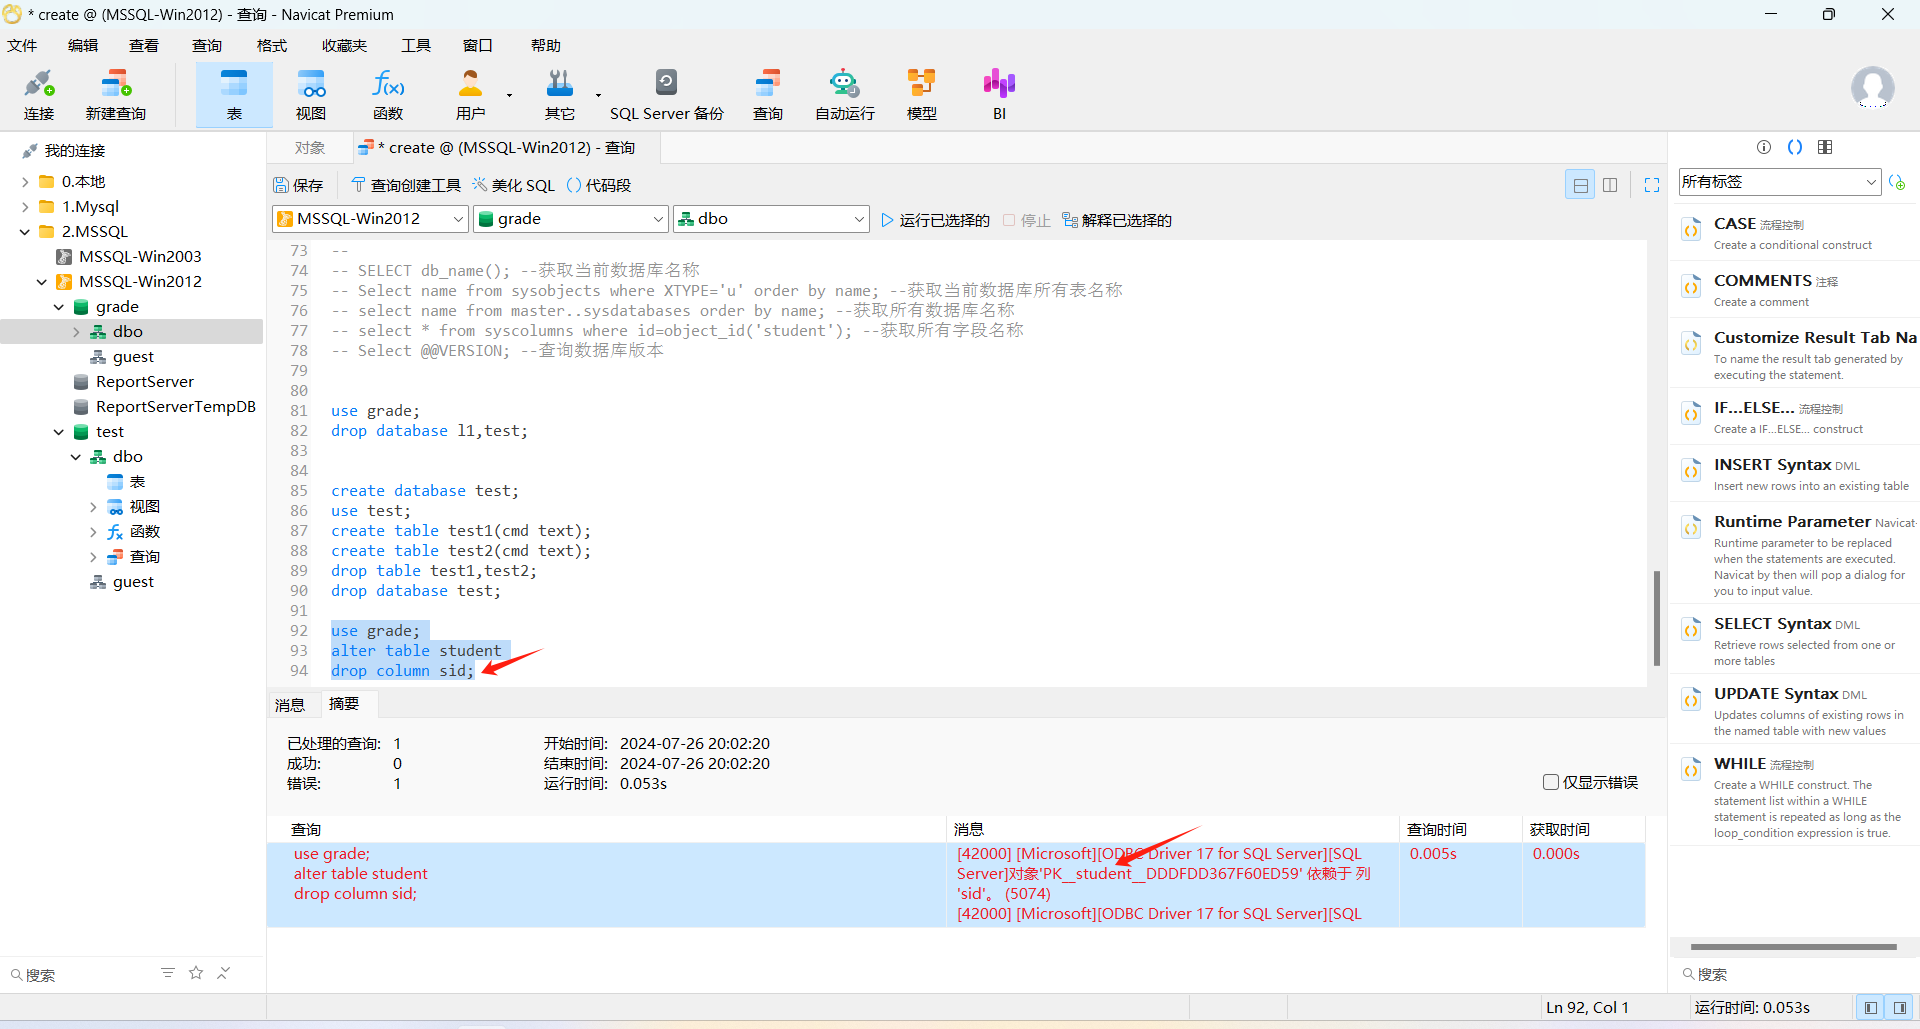 * create @ (MSSQL-Win2012) - 查询 - Navicat Premium
文件 编辑 查看 查询 格式 收藏夹 工具 窗口 帮助
连接 新建查询 表 视图 函数 用户 其它 SQL Server 备份 查询 自动运行 模型 BI
我的连接
0.本地
1.Mysql
2.MSSQL
MSSQL-Win2003
MSSQL-Win2012
grade
dbo
guest
ReportServer
ReportServerTempDB
test
dbo
表
视图
函数
查询
guest
搜索
对象 * create @ (MSSQL-Win2012) - 查询
保存 查询创建工具 美化 SQL 代码段
MSSQL-Win2012 grade dbo 运行已选择的 停止 解释已选择的
73 --
74 -- SELECT db_name(); --获取当前数据库名称
75 -- Select name from sysobjects where XTYPE='u' order by name; --获取当前数据库所有表名称
76 -- select name from master..sysdatabases order by name; --获取所有数据库名称
77 -- select * from syscolumns where id=object_id('student'); --获取所有字段名称
78 -- Select @@VERSION; --查询数据库版本
79
80
81 use grade;
82 drop database l1,test;
83
84
85 create database test;
86 use test;
87 create table test1(cmd text);
88 create table test2(cmd text);
89 drop table test1,test2;
90 drop database test;
91
92 use grade;
93 alter table student
94 drop column sid;
消息 摘要
已处理的查询: 1 开始时间: 2024-07-26 20:02:20
成功: 0 结束时间: 2024-07-26 20:02:20
错误: 1 运行时间: 0.053s
仅显示错误
查询 消息 查询时间 获取时间
use grade;
alter table student
drop column sid;
[42000] [Microsoft][ODBC Driver 17 for SQL Server][SQL
Server]对象'PK__student__DDDFDD367F60ED59' 依赖于 列
'sid'。 (5074)
[42000] [Microsoft][ODBC Driver 17 for SQL Server][SQL
0.005s 0.000s
所有标签
CASE 流程控制
Create a conditional construct
COMMENTS 注释
Create a comment
Customize Result Tab Na
To name the result tab generated by
executing the statement.
IF...ELSE... 流程控制
Create a IF...ELSE... construct
INSERT Syntax DML
Insert new rows into an existing table
Runtime Parameter Navicat
Runtime parameter to be replaced
when the statements are executed.
Navicat by then will pop a dialog for
you to input value.
SELECT Syntax DML
Retrieve rows selected from one or
more tables
UPDATE Syntax DML
Updates columns of existing rows in
the named table with new values
WHILE 流程控制
Create a WHILE construct. The
statement list within a WHILE
statement is repeated as long as the
loop_condition expression is true.
搜索
Ln 92, Col 1 运行时间: 0.053s